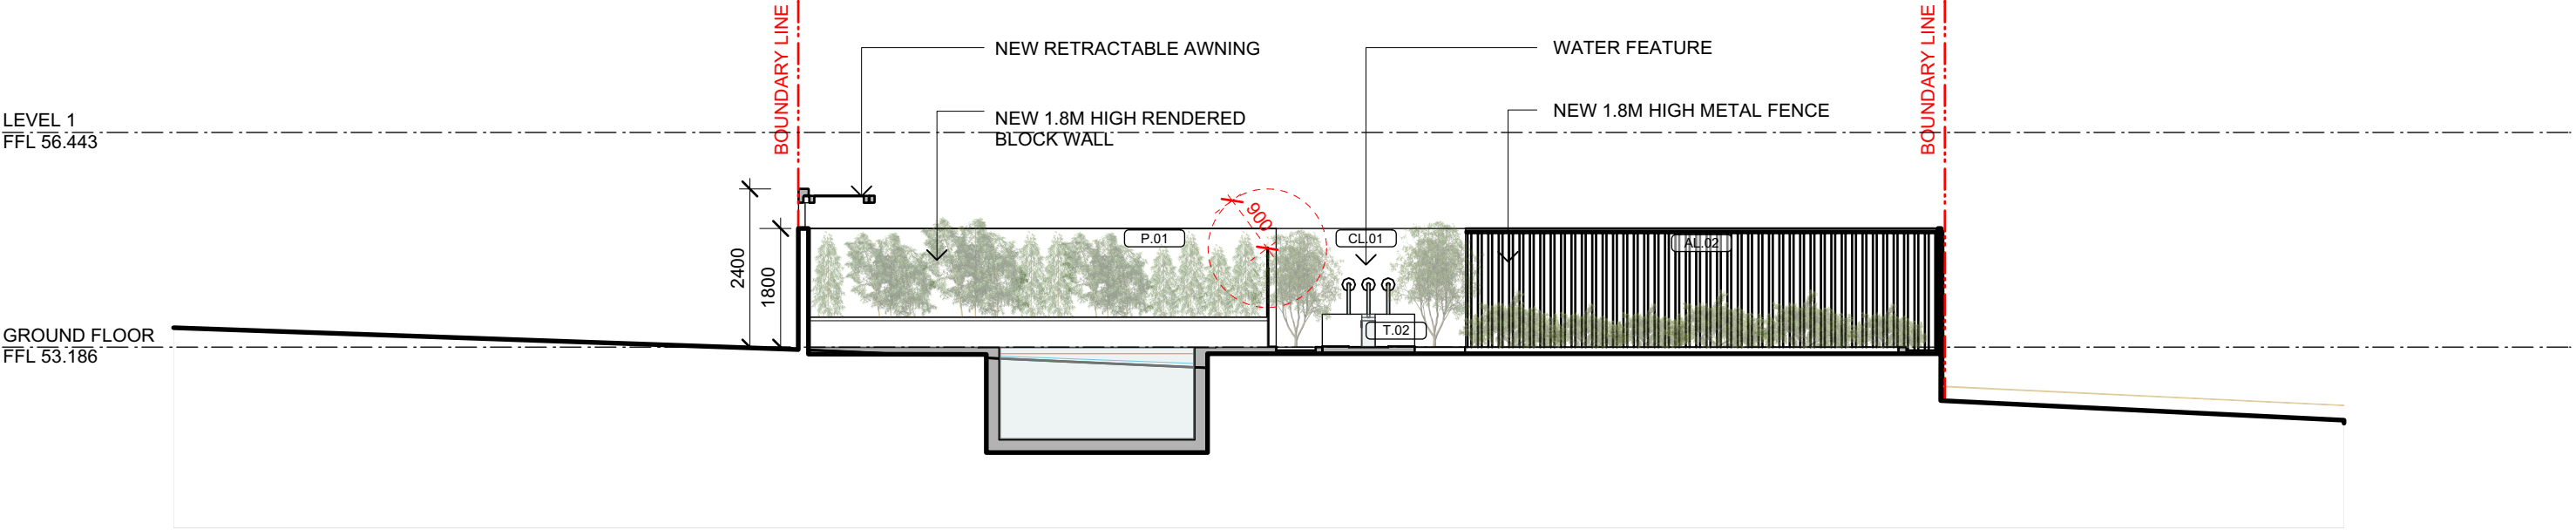 BOUNDARY LINE
BOUNDARY LINE
NEW RETRACTABLE AWNING
WATER FEATURE
LEVEL 1
FFL 56.443
NEW 1.8M HIGH RENDERED
BLOCK WALL
NEW 1.8M HIGH METAL FENCE
900
P.01
CL.01
AL.02
2400
1800
T.02
GROUND FLOOR
FFL 53.186